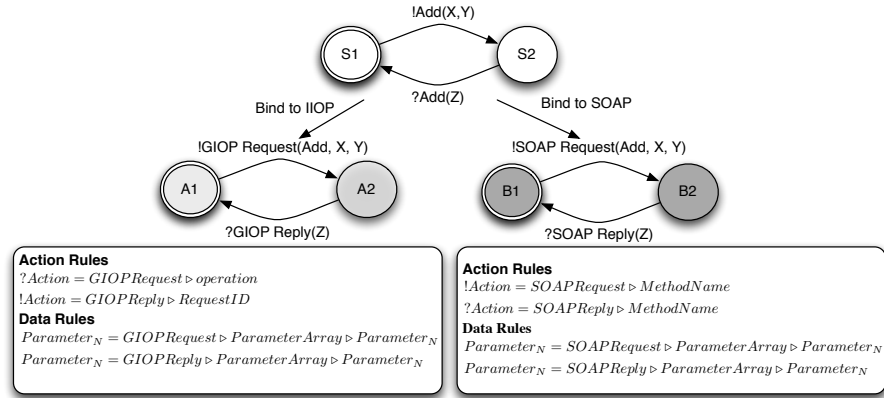 !Add(X,Y)
S1
S2
?Add(Z)
Bind to IIOP
Bind to SOAP
!GIOP Request(Add, X, Y)
!SOAP Request(Add, X, Y)
A1
A2
B1
B2
?GIOP Reply(Z)
?SOAP Reply(Z)
Action Rules
?Action = GIOPRequest ▹ operation
!Action = GIOPReply ▹ RequestID
Data Rules
Parameter_N = GIOPRequest ▹ ParameterArray ▹ Parameter_N
Parameter_N = GIOPReply ▹ ParameterArray ▹ Parameter_N
Action Rules
!Action = SOAPRequest ▹ MethodName
?Action = SOAPReply ▹ MethodName
Data Rules
Parameter_N = SOAPRequest ▹ ParameterArray ▹ Parameter_N
Parameter_N = SOAPReply ▹ ParameterArray ▹ Parameter_N